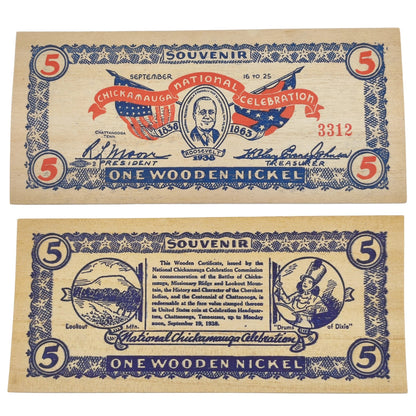 SOUVENIR
5 5
SEPTEMBER 16 TO 25
CHICKAMAUGA NATIONAL CELEBRATION
1838 1863
CHATTANOOGA
TENN.
3312
ROOSEVELT
1938
PRESIDENT
TREASURER
5 5
ONE WOODEN NICKEL
SOUVENIR
5 5
This Wooden Certificate, issued by the
National Chickamauga Celebration Commission
in commemoration of the Battles of Chicka-
mauga, Missionary Ridge and Lookout Moun-
tain, the History and Character of the Cherokee
Indian, and the Centennial of Chattanooga, is
redeemable at the face value stamped thereon
in United States coin at Celebration Headquar-
ters, Chattanooga, Tennessee, up to Monday
noon, September 19, 1938.
Lookout Mtn.
"Drums of Dixie"
National Chickamauga Celebration
5 5
ONE WOODEN NICKEL